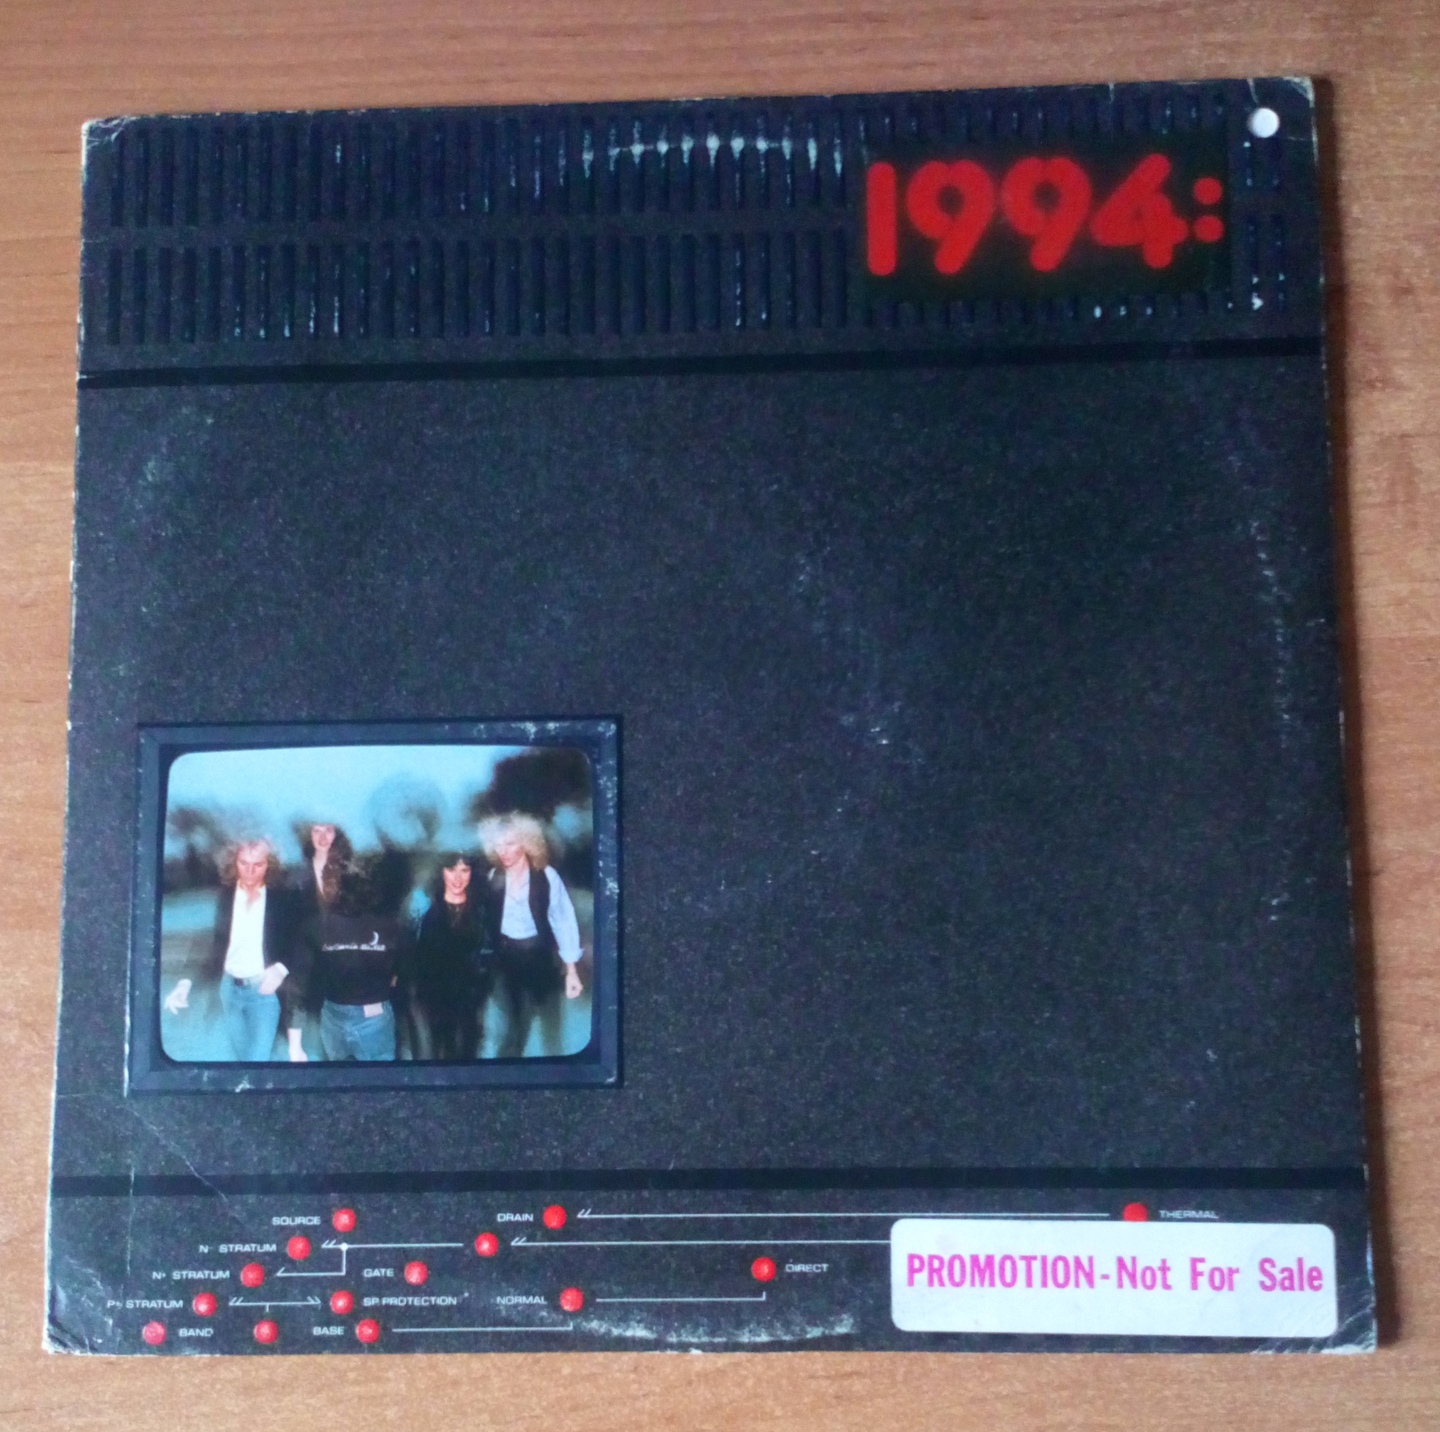 1994:
SOURCE
DRAIN
THERMAL
N- STRATUM
N+ STRATUM
GATE
DIRECT
P+ STRATUM
SP PROTECTION
NORMAL
BAND
BASE
PROMOTION-Not For Sale